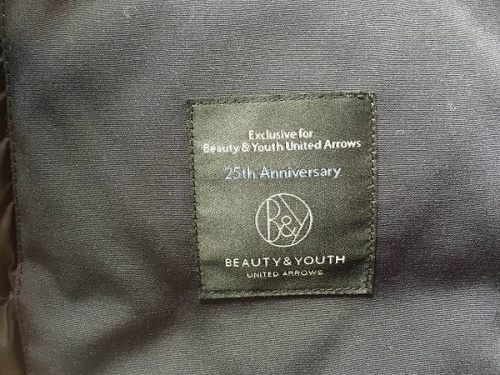 Exclusive for
Beauty & Youth United Arrows
25th Anniversary
B&Y
BEAUTY & YOUTH
UNITED ARROWS